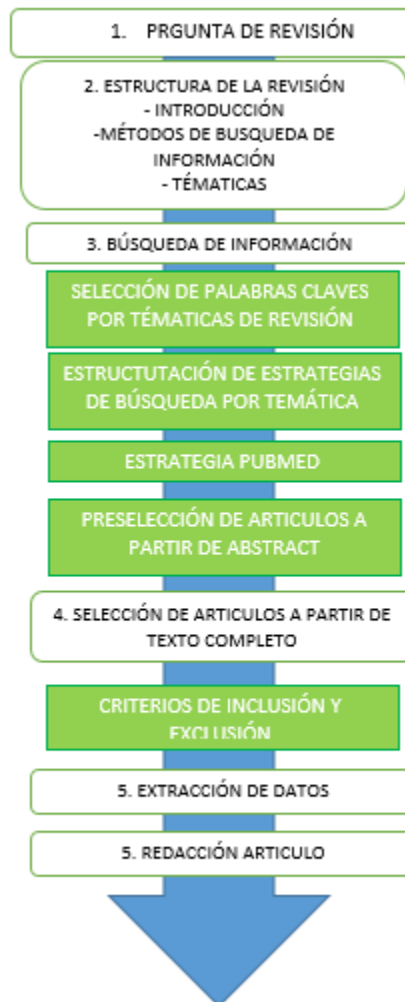 1. PRGUNTA DE REVISIÓN
2. ESTRUCTURA DE LA REVISIÓN
- INTRODUCCIÓN
-MÉTODOS DE BUSQUEDA DE
INFORMACIÓN
- TÉMATICAS
3. BÚSQUEDA DE INFORMACIÓN
SELECCIÓN DE PALABRAS CLAVES
POR TÉMATICAS DE REVISIÓN
ESTRUCTUTACIÓN DE ESTRATEGIAS
DE BÚSQUEDA POR TEMÁTICA
ESTRATEGIA PUBMED
PRESELECCIÓN DE ARTICULOS A
PARTIR DE ABSTRACT
4. SELECCIÓN DE ARTICULOS A PARTIR DE
TEXTO COMPLETO
CRITERIOS DE INCLUSIÓN Y
EXCLUSIÓN
5. EXTRACCIÓN DE DATOS
5. REDACCIÓN ARTICULO